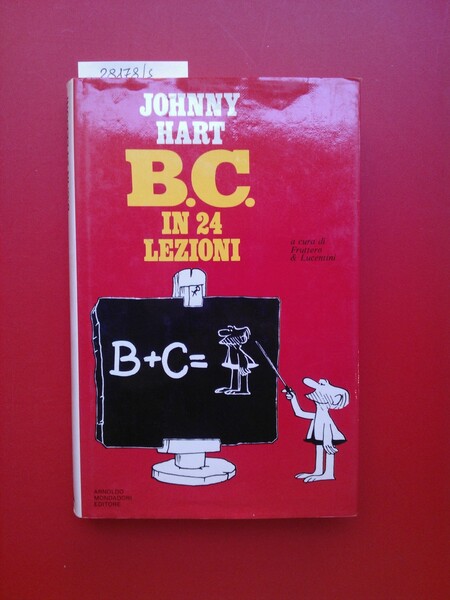 28178/s
JOHNNY
HART
B.C.
IN 24
LEZIONI
a cura di
Fruttero
& Lucentini
B+C=
ARNOLDO
MONDADORI
EDITORE